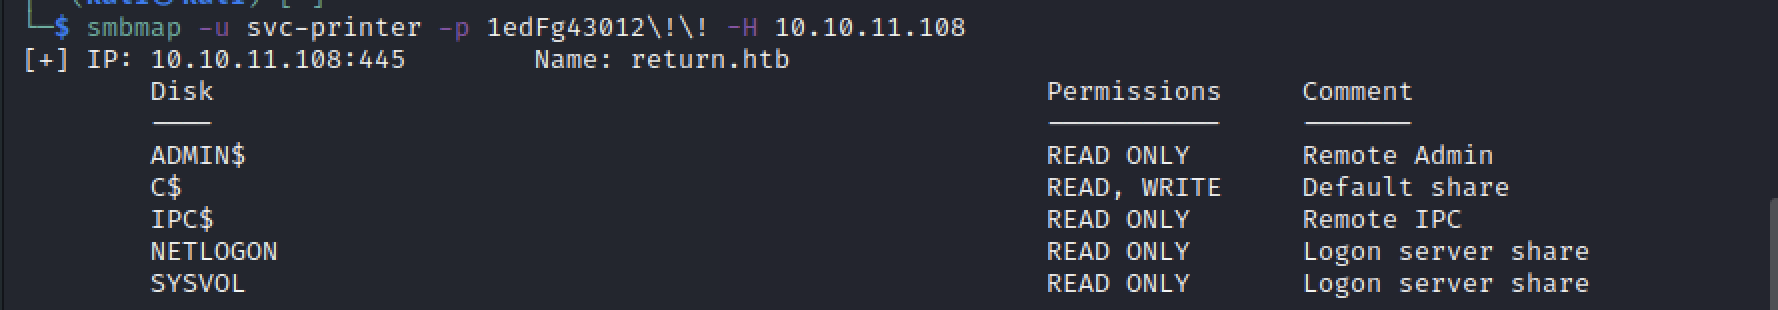 └─$ smbmap -u svc-printer -p 1edFg43012\!\! -H 10.10.11.108
[+] IP: 10.10.11.108:445 Name: return.htb
Disk Permissions Comment
---- ----------- -------
ADMIN$ READ ONLY Remote Admin
C$ READ, WRITE Default share
IPC$ READ ONLY Remote IPC
NETLOGON READ ONLY Logon server share
SYSVOL READ ONLY Logon server share